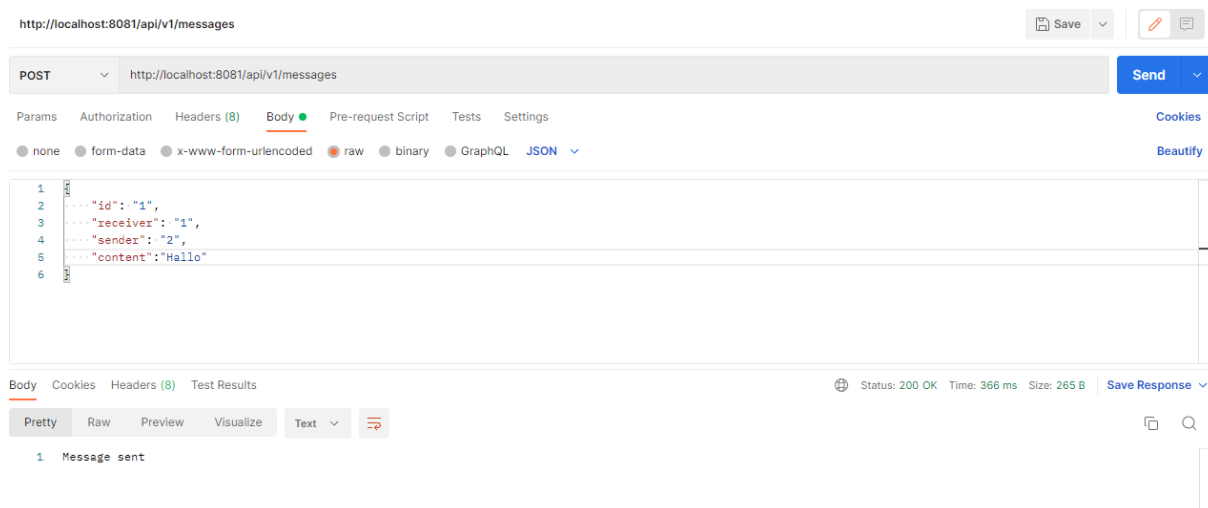 http://localhost:8081/api/v1/messages Save
POST http://localhost:8081/api/v1/messages Send
Params Authorization Headers (8) Body Pre-request Script Tests Settings Cookies
none form-data x-www-form-urlencoded raw binary GraphQL JSON Beautify
1 {
2 "id": "1",
3 "receiver": "1",
4 "sender": "2",
5 "content":"Hallo"
6 }
Body Cookies Headers (8) Test Results Status: 200 OK Time: 366 ms Size: 265 B Save Response
Pretty Raw Preview Visualize Text
1 Message sent